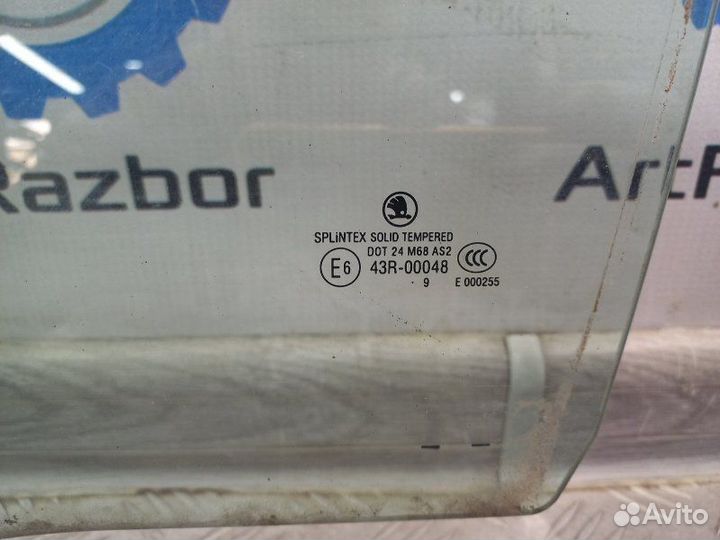 Razbor
ArtR
SPLiNTEX SOLID TEMPERED
DOT 24 M68 AS2
E6 43R-00048 CCC
. 9 E 000255
Avito